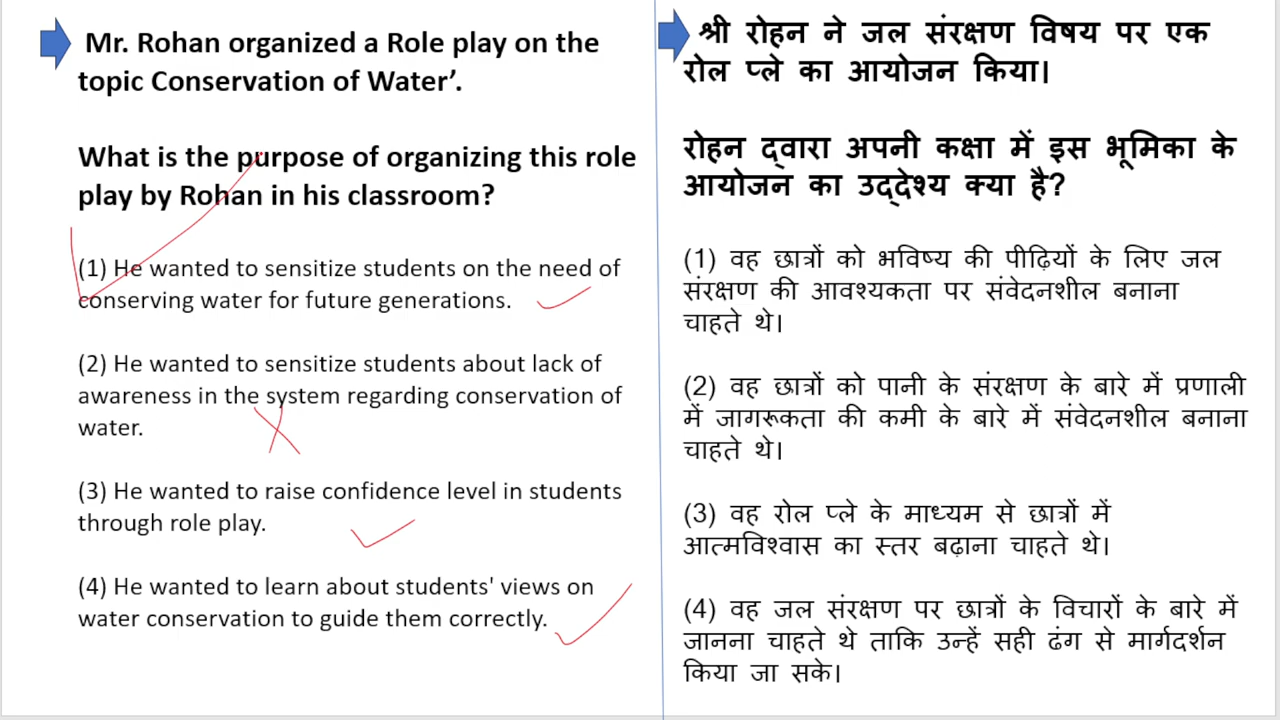 Mr. Rohan organized a Role play on the
topic Conservation of Water’.
What is the purpose of organizing this role
play by Rohan in his classroom?
(1) He wanted to sensitize students on the need of
conserving water for future generations.
(2) He wanted to sensitize students about lack of
awareness in the system regarding conservation of
water.
(3) He wanted to raise confidence level in students
through role play.
(4) He wanted to learn about students' views on
water conservation to guide them correctly.
श्री रोहन ने जल संरक्षण विषय पर एक
रोल प्ले का आयोजन किया।
रोहन द्वारा अपनी कक्षा में इस भूमिका के
आयोजन का उद्देश्य क्या है?
(1) वह छात्रों को भविष्य की पीढ़ियों के लिए जल
संरक्षण की आवश्यकता पर संवेदनशील बनाना
चाहते थे।
(2) वह छात्रों को पानी के संरक्षण के बारे में प्रणाली
में जागरूकता की कमी के बारे में संवेदनशील बनाना
चाहते थे।
(3) वह रोल प्ले के माध्यम से छात्रों में
आत्मविश्वास का स्तर बढ़ाना चाहते थे।
(4) वह जल संरक्षण पर छात्रों के विचारों के बारे में
जानना चाहते थे ताकि उन्हें सही ढंग से मार्गदर्शन
किया जा सके।